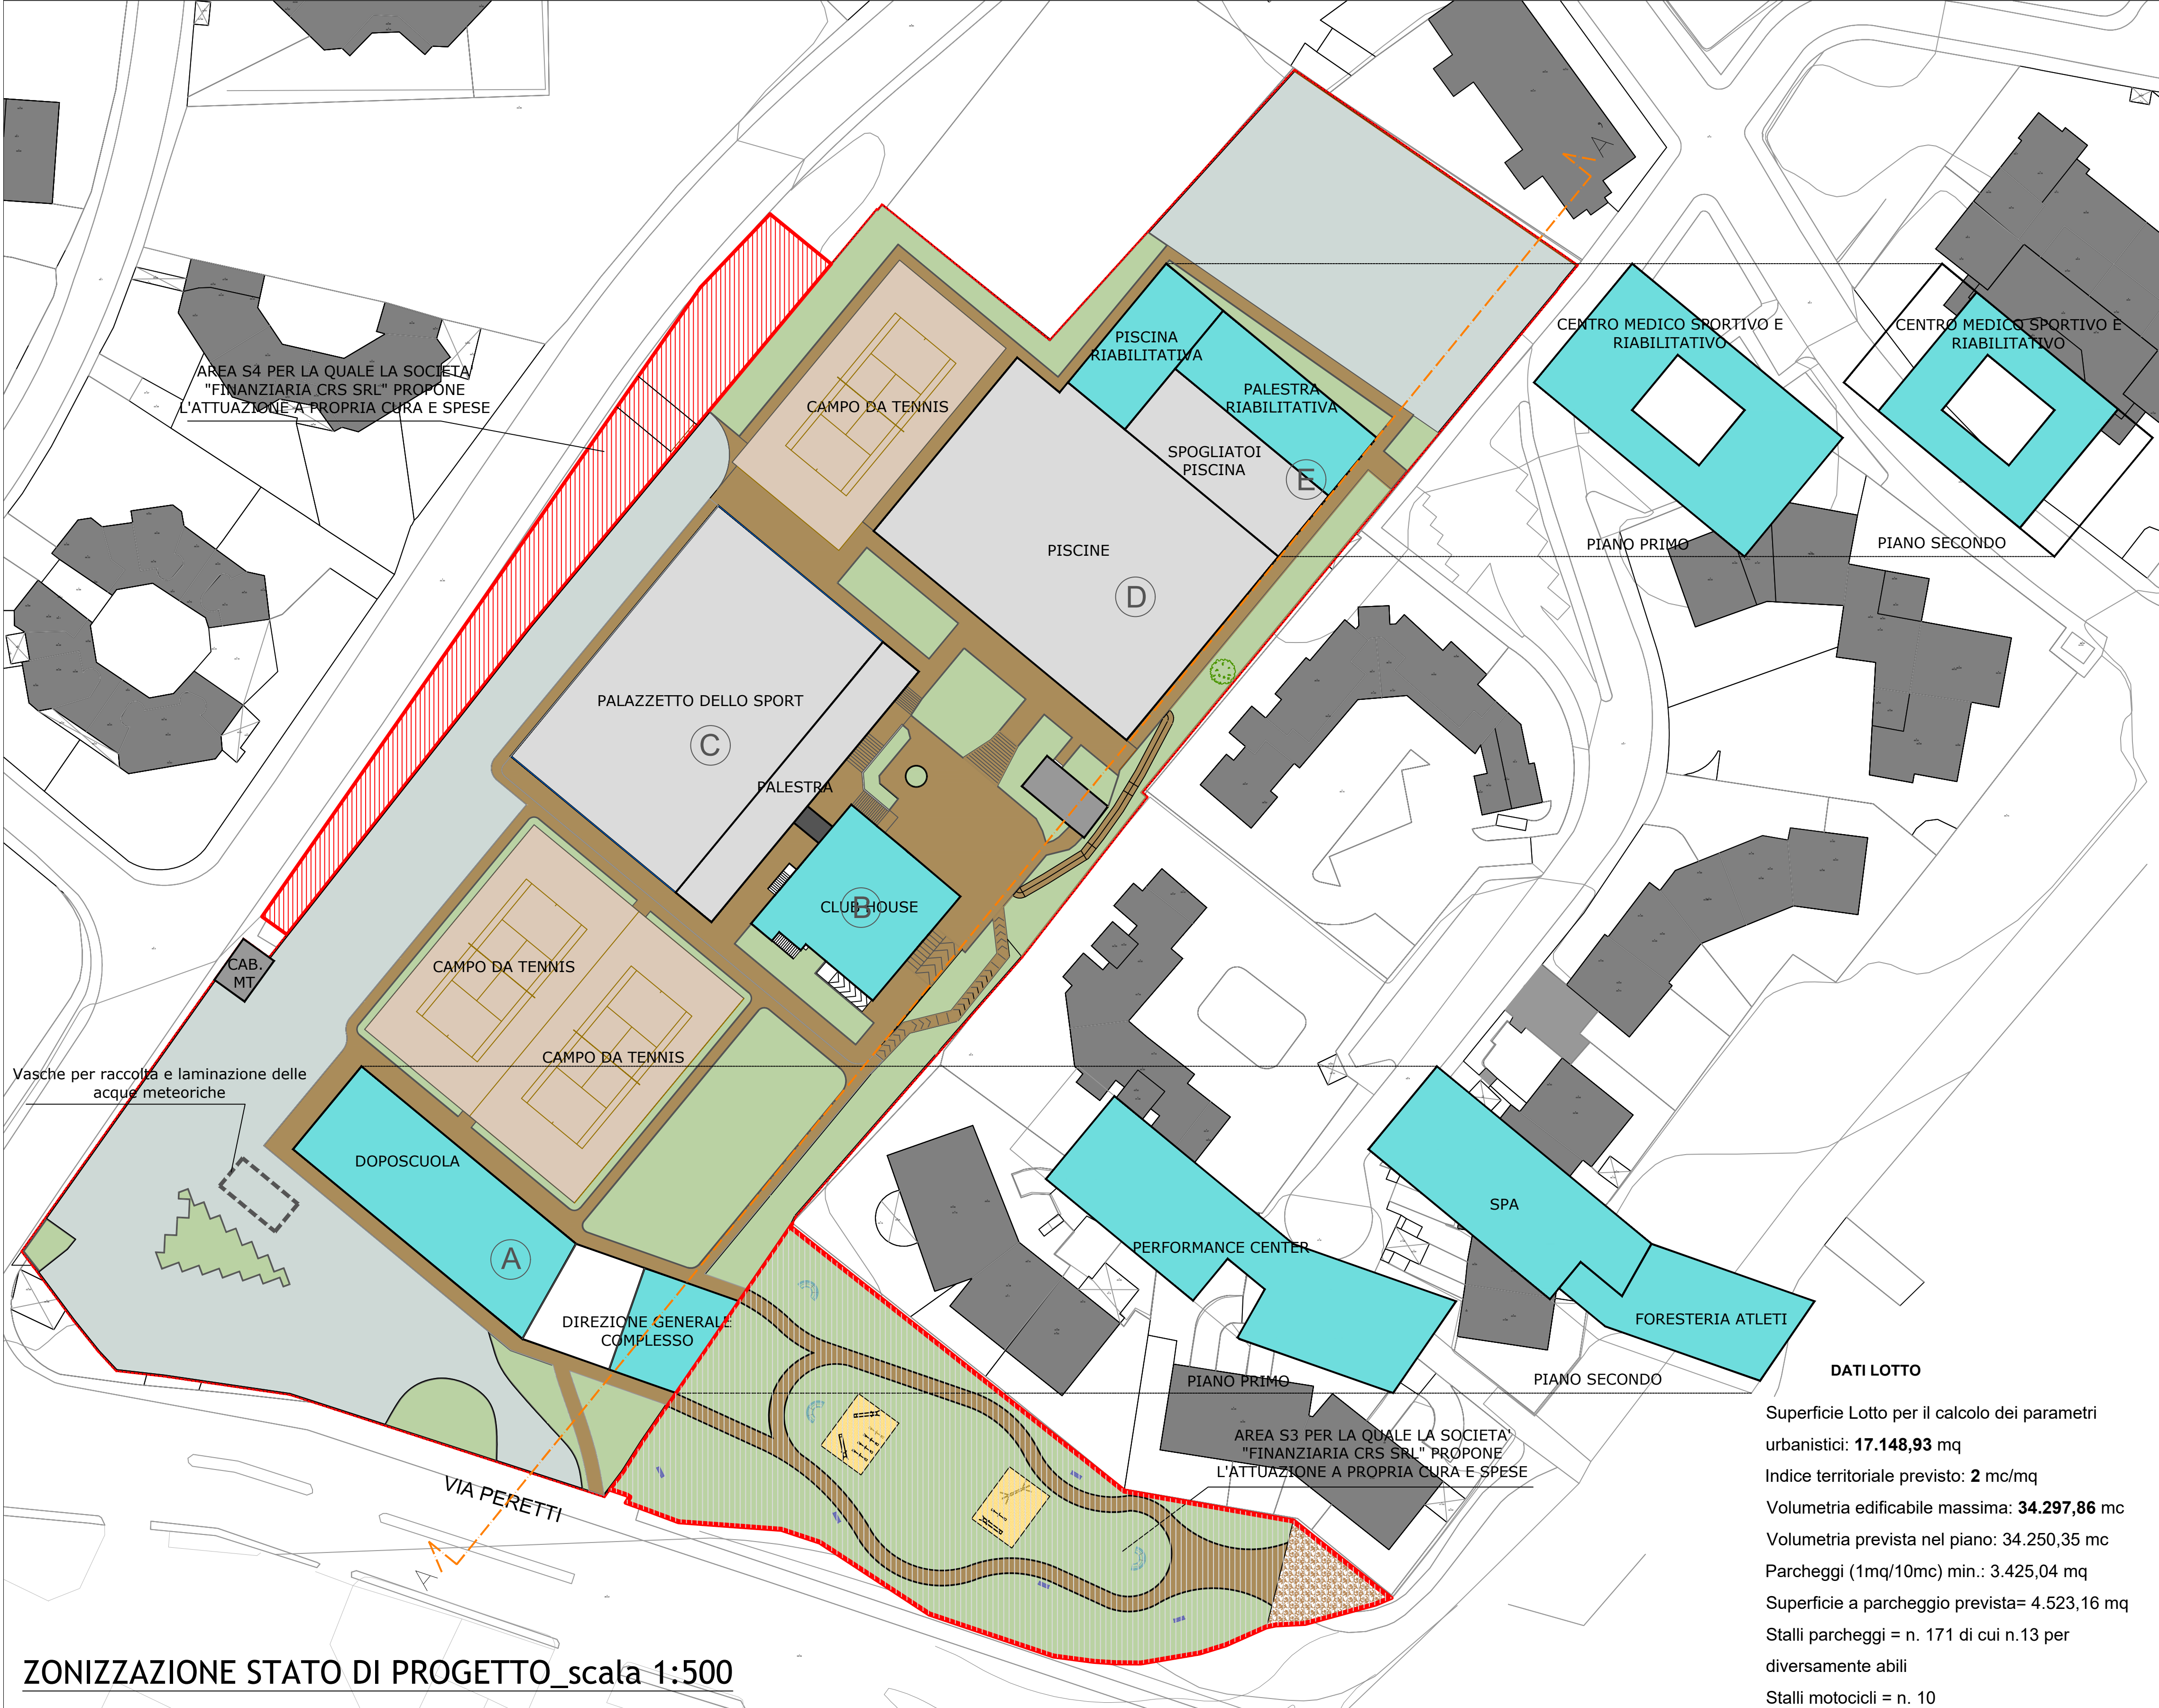 A
CENTRO MEDICO SPORTIVO E
RIABILITATIVO
CENTRO MEDICO SPORTIVO E
RIABILITATIVO
PISCINA
RIABILITATIVA
AREA S4 PER LA QUALE LA SOCIETA'
"FINANZIARIA CRS SRL" PROPONE
L'ATTUAZIONE A PROPRIA CURA E SPESE
PALESTRA
RIABILITATIVA
CAMPO DA TENNIS
SPOGLIATOI
PISCINA
E
PIANO PRIMO
PIANO SECONDO
PISCINE
D
PALAZZETTO DELLO SPORT
C
PALESTRA
CLUB HOUSE
B
CAB.
MT
CAMPO DA TENNIS
CAMPO DA TENNIS
Vasche per raccolta e laminazione delle
acque meteoriche
DOPOSCUOLA
A
SPA
PERFORMANCE CENTER
DIREZIONE GENERALE
COMPLESSO
FORESTERIA ATLETI
PIANO PRIMO
PIANO SECONDO
AREA S3 PER LA QUALE LA SOCIETA'
"FINANZIARIA CRS SRL" PROPONE
L'ATTUAZIONE A PROPRIA CURA E SPESE
VIA PERETTI
A
DATI LOTTO
Superficie Lotto per il calcolo dei parametri
urbanistici: 17.148,93 mq
Indice territoriale previsto: 2 mc/mq
Volumetria edificabile massima: 34.297,86 mc
Volumetria prevista nel piano: 34.250,35 mc
Parcheggi (1mq/10mc) min.: 3.425,04 mq
Superficie a parcheggio prevista= 4.523,16 mq
Stalli parcheggi = n. 171 di cui n.13 per
diversamente abili
Stalli motocicli = n. 10
ZONIZZAZIONE STATO DI PROGETTO_scala 1:500